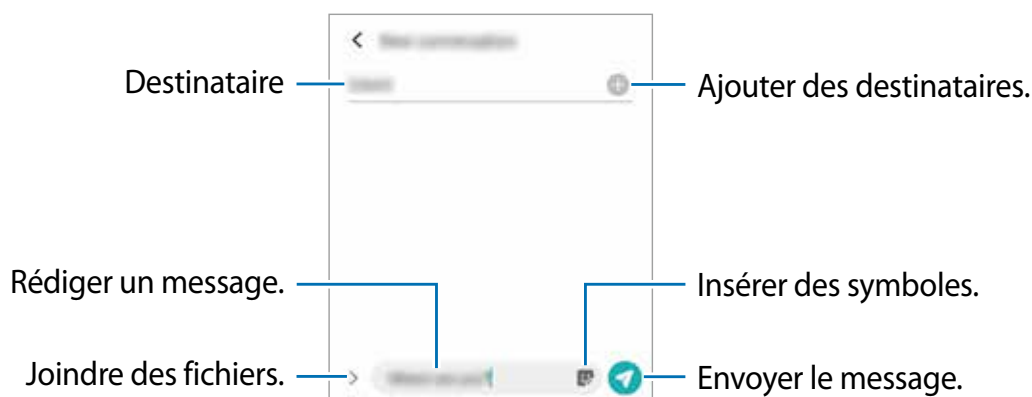 Destinataire
Ajouter des destinataires.
Rédiger un message.
Insérer des symboles.
Joindre des fichiers.
Envoyer le message.